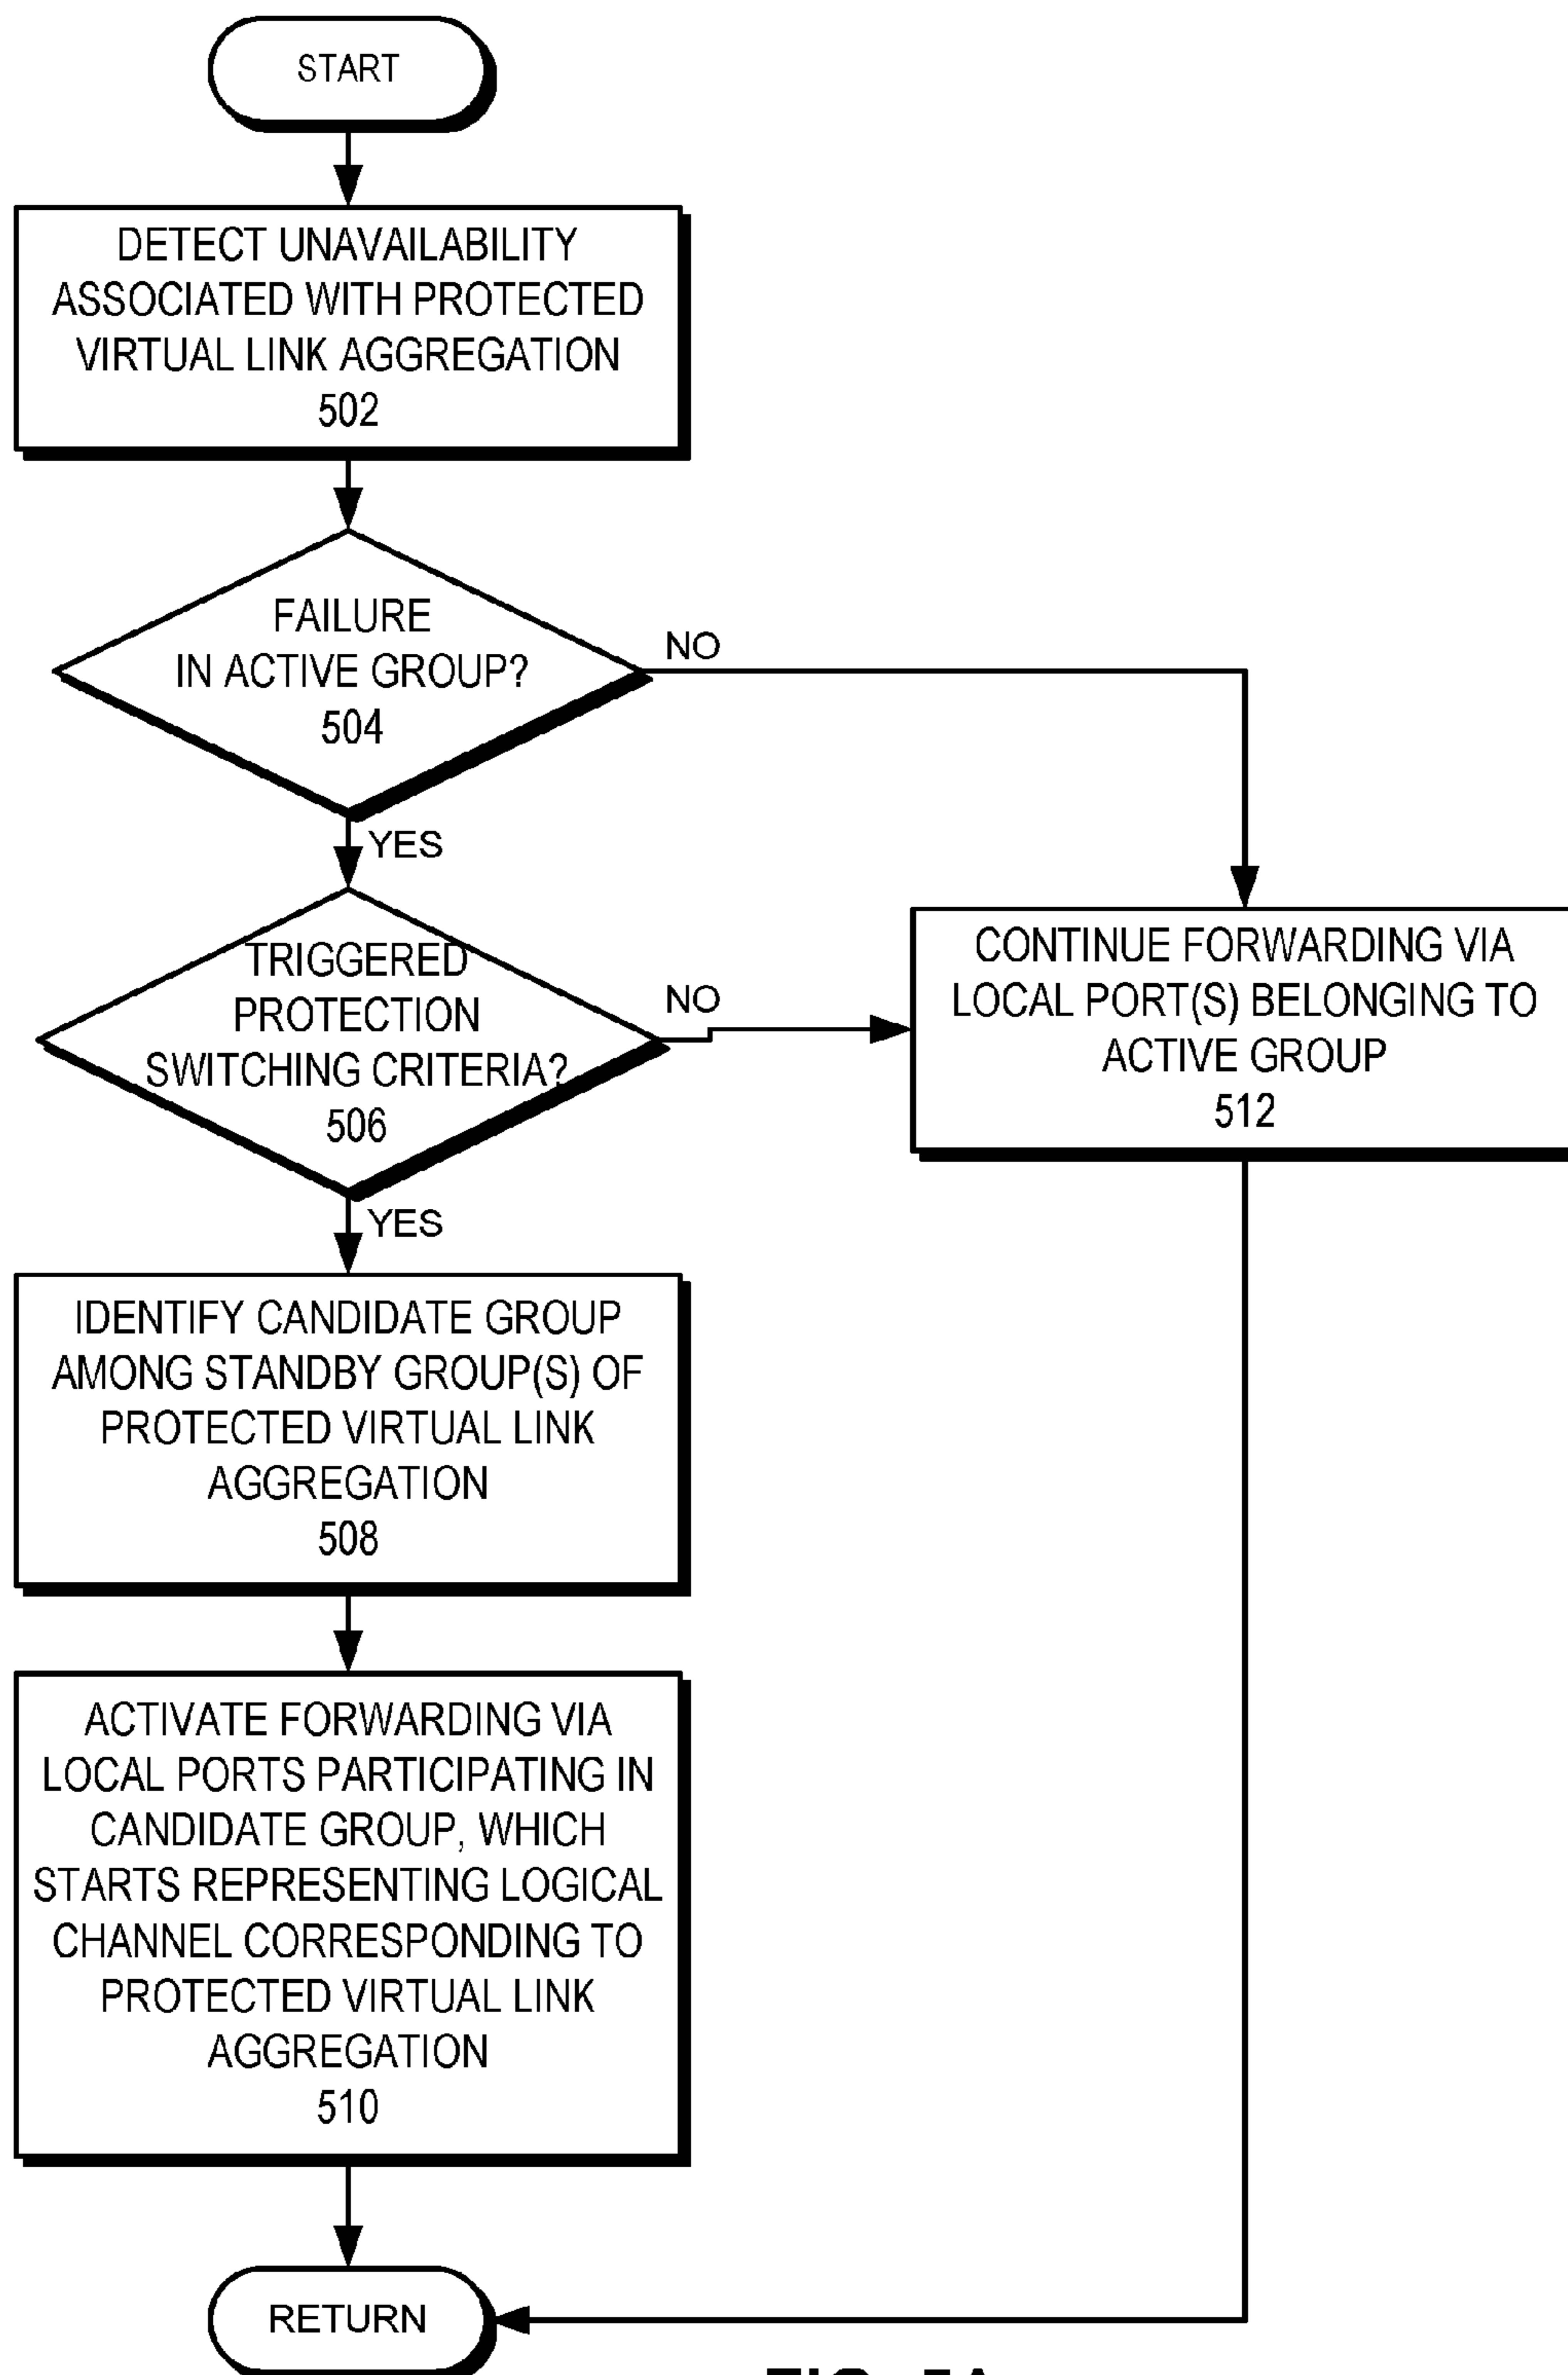 START
DETECT UNAVAILABILITY
ASSOCIATED WITH PROTECTED
VIRTUAL LINK AGGREGATION
502
FAILURE
IN ACTIVE GROUP?
504
NO
YES
TRIGGERED
PROTECTION
SWITCHING CRITERIA?
506
NO
YES
CONTINUE FORWARDING VIA
LOCAL PORT(S) BELONGING TO
ACTIVE GROUP
512
IDENTIFY CANDIDATE GROUP
AMONG STANDBY GROUP(S) OF
PROTECTED VIRTUAL LINK
AGGREGATION
508
ACTIVATE FORWARDING VIA
LOCAL PORTS PARTICIPATING IN
CANDIDATE GROUP, WHICH
STARTS REPRESENTING LOGICAL
CHANNEL CORRESPONDING TO
PROTECTED VIRTUAL LINK
AGGREGATION
510
RETURN
FIG. 5A